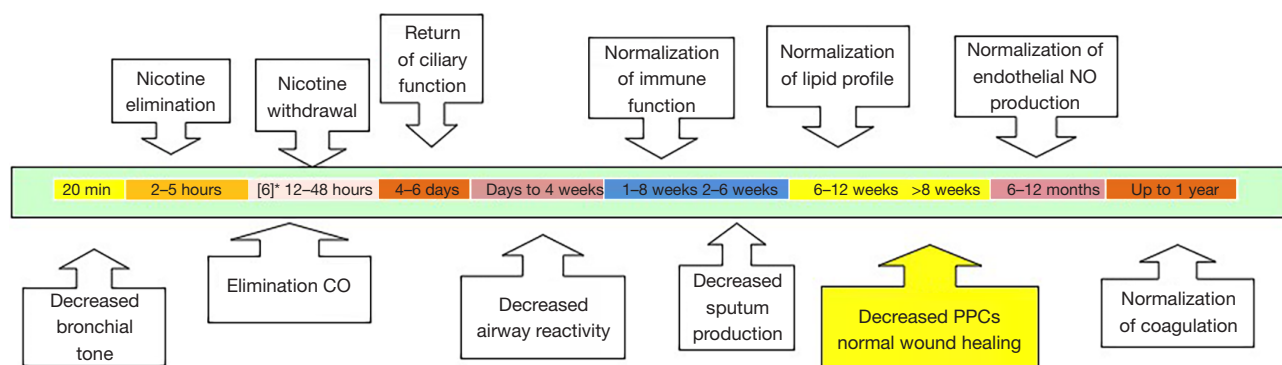 Return
of ciliary
function
Nicotine
elimination
Nicotine
withdrawal
Normalization
of immune
function
Normalization
of lipid profile
Normalization of
endothelial NO
production
20 min
2–5 hours
[6]* 12–48 hours
4–6 days
Days to 4 weeks
1–8 weeks 2–6 weeks
6–12 weeks >8 weeks
6–12 months
Up to 1 year
Decreased
bronchial
tone
Elimination CO
Decreased
airway reactivity
Decreased
sputum
production
Decreased PPCs
normal wound healing
Normalization
of coagulation